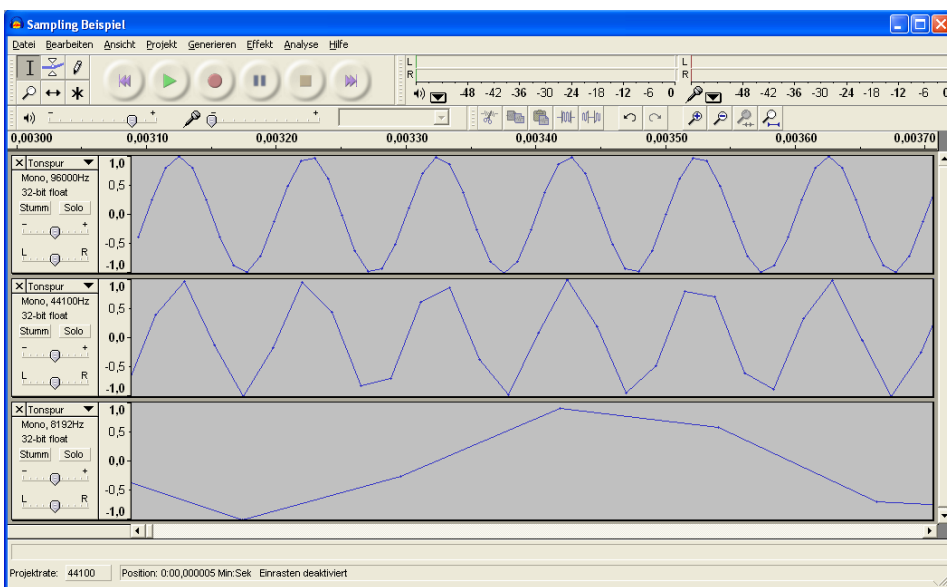 Sampling Beispiel
Datei Bearbeiten Ansicht Projekt Generieren Effekt Analyse Hilfe
L
R
-48 -42 -36 -30 -24 -18 -12 -6 0
L
R
-48 -42 -36 -30 -24 -18 -12 -6 0
- +
- +
0,00300 0,00310 0,00320 0,00330 0,00340 0,00350 0,00360 0,00370
Tonspur
Mono, 96000Hz
32-bit float
Stumm Solo
- +
L R
1,0
0,5
0,0
-0,5
-1,0
Tonspur
Mono, 44100Hz
32-bit float
Stumm Solo
- +
L R
1,0
0,5
0,0
-0,5
-1,0
Tonspur
Mono, 8192Hz
32-bit float
Stumm Solo
- +
L R
1,0
0,5
0,0
-0,5
-1,0
Projektrate: 44100 Position: 0:00,000005 Min:Sek Einrasten deaktiviert